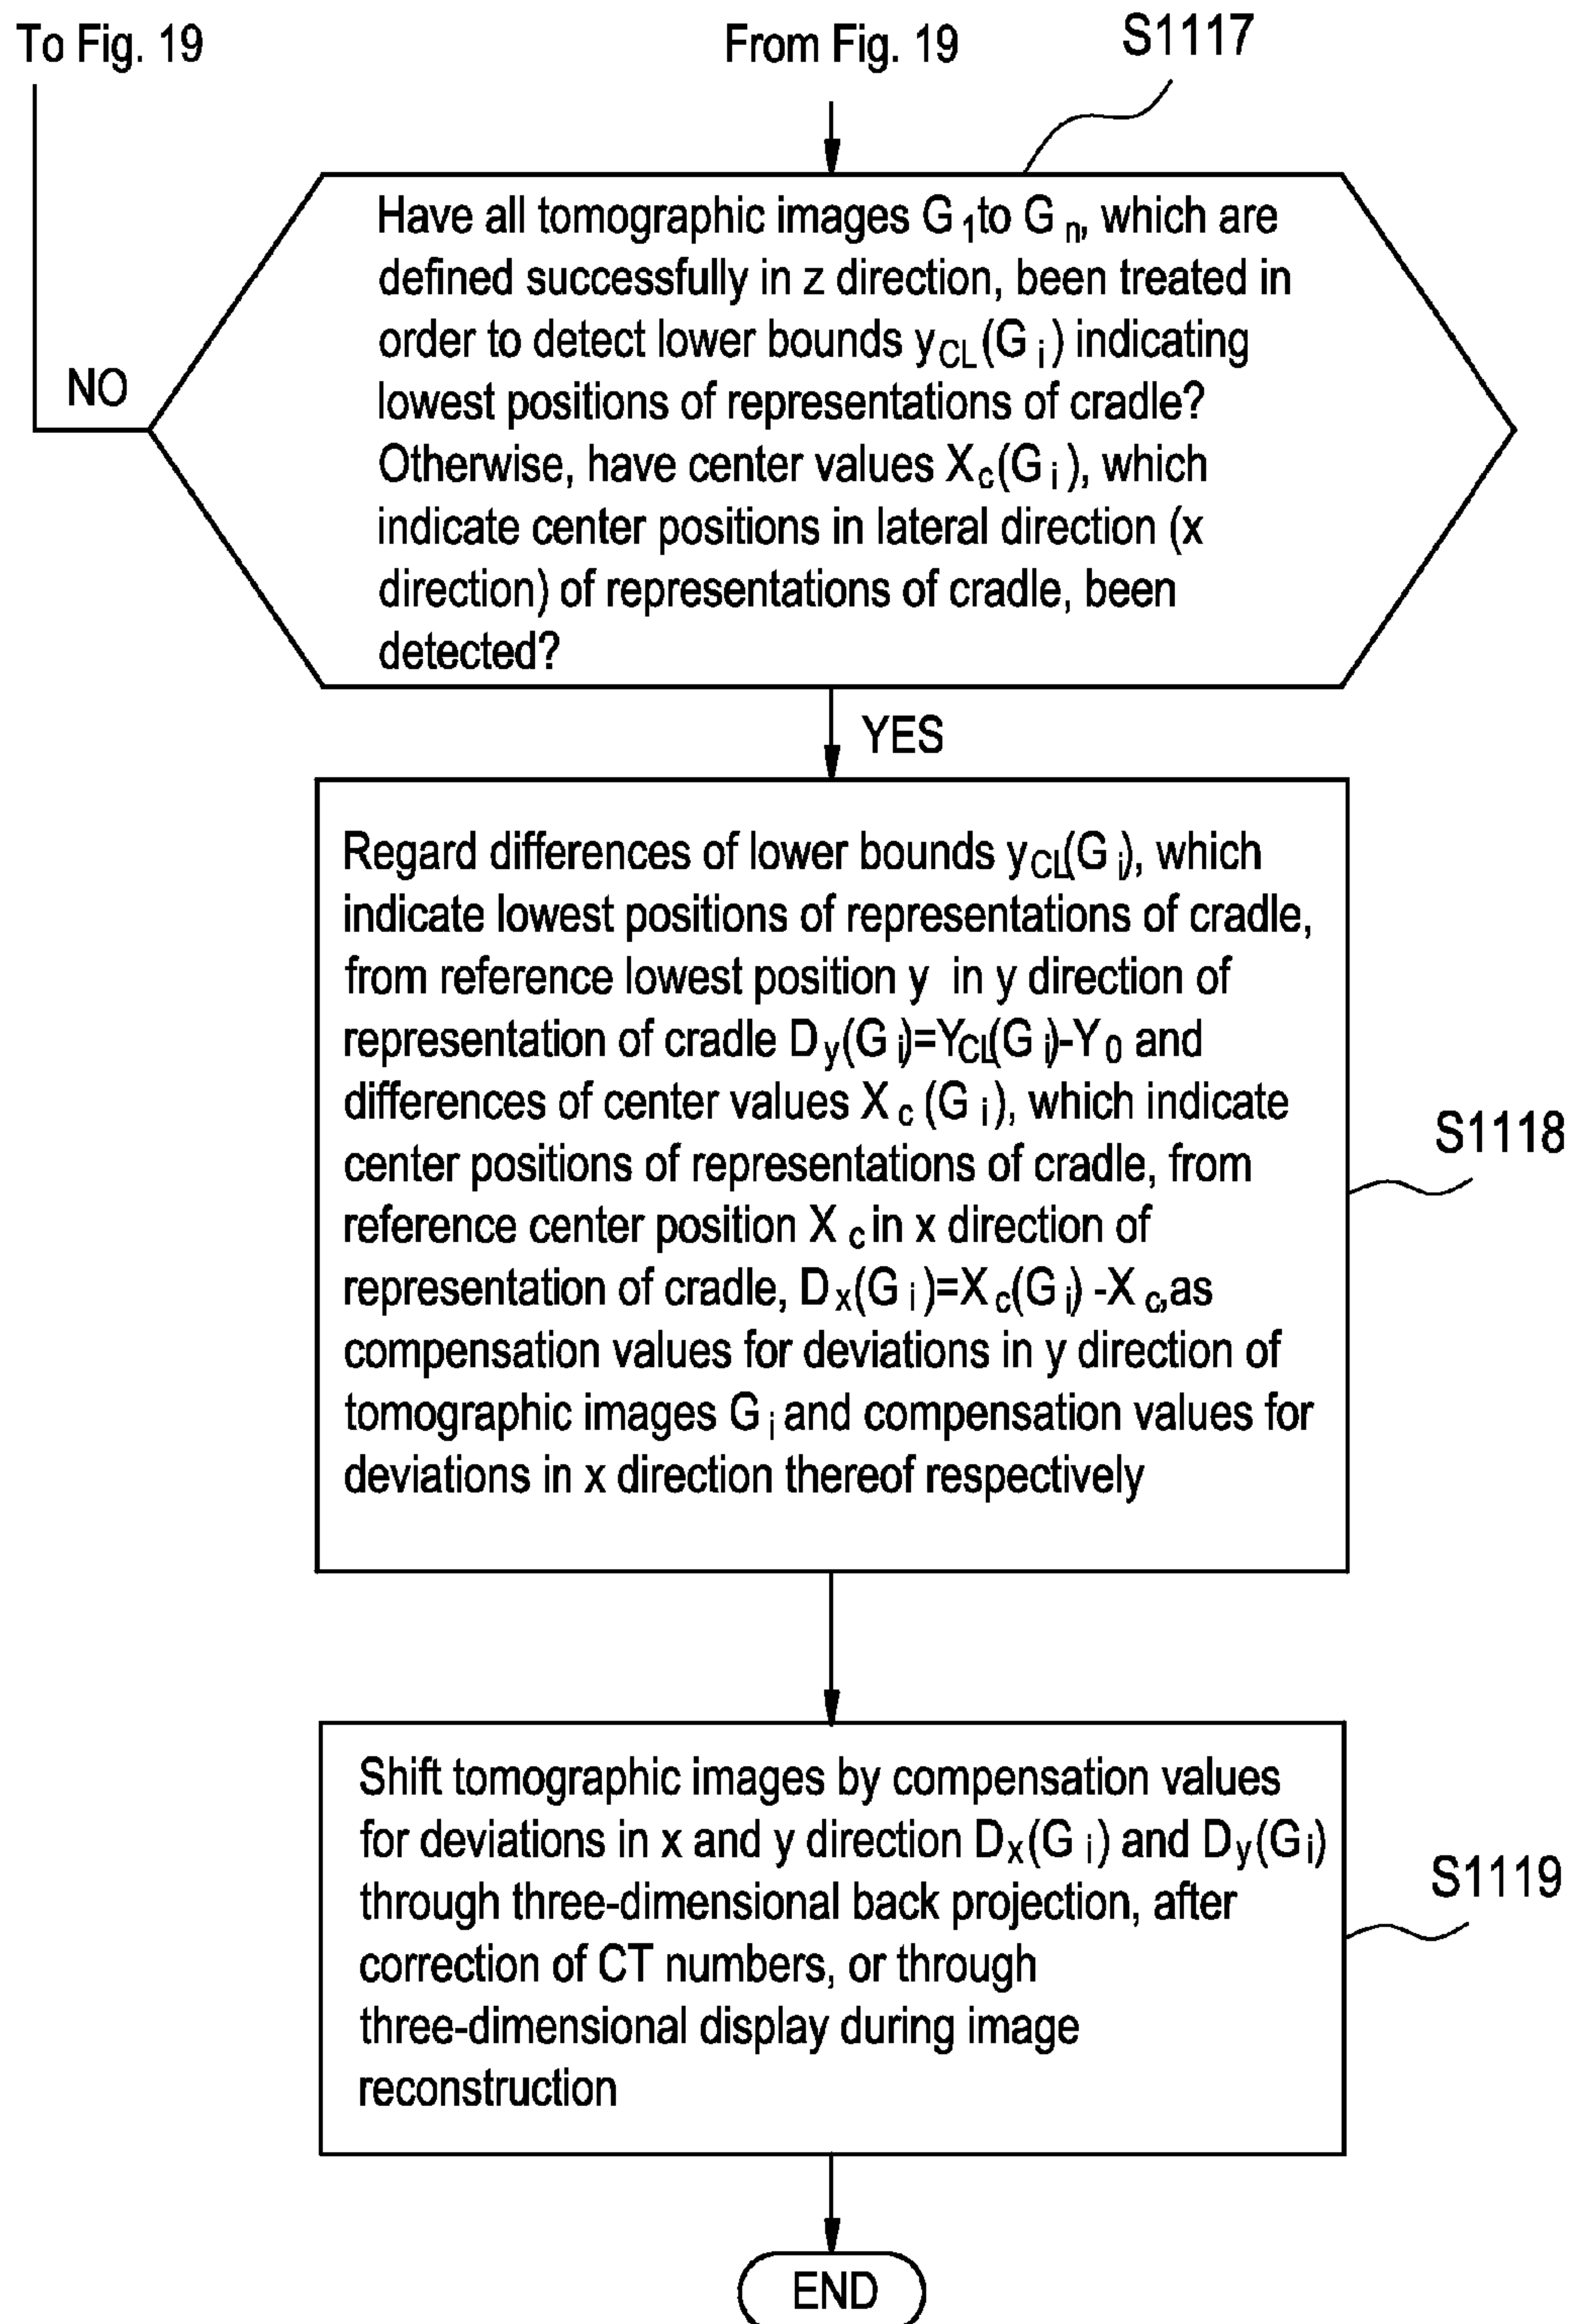 To Fig. 19
From Fig. 19
S1117
Have all tomographic images G 1 to G n, which are
defined successfully in z direction, been treated in
order to detect lower bounds yCL(G i) indicating
lowest positions of representations of cradle?
Otherwise, have center values Xc(G i), which
indicate center positions in lateral direction (x
direction) of representations of cradle, been
detected?
NO
YES
Regard differences of lower bounds yCL(G i), which
indicate lowest positions of representations of cradle,
from reference lowest position y in y direction of
representation of cradle Dy(G i)=YCL(G i)-Y0 and
differences of center values Xc (G i), which indicate
center positions of representations of cradle, from
reference center position Xc in x direction of
representation of cradle, Dx(G i)=Xc(G i) -Xc,as
compensation values for deviations in y direction of
tomographic images G i and compensation values for
deviations in x direction thereof respectively
S1118
Shift tomographic images by compensation values
for deviations in x and y direction Dx(G i) and Dy(G i)
through three-dimensional back projection, after
correction of CT numbers, or through
three-dimensional display during image
reconstruction
S1119
END